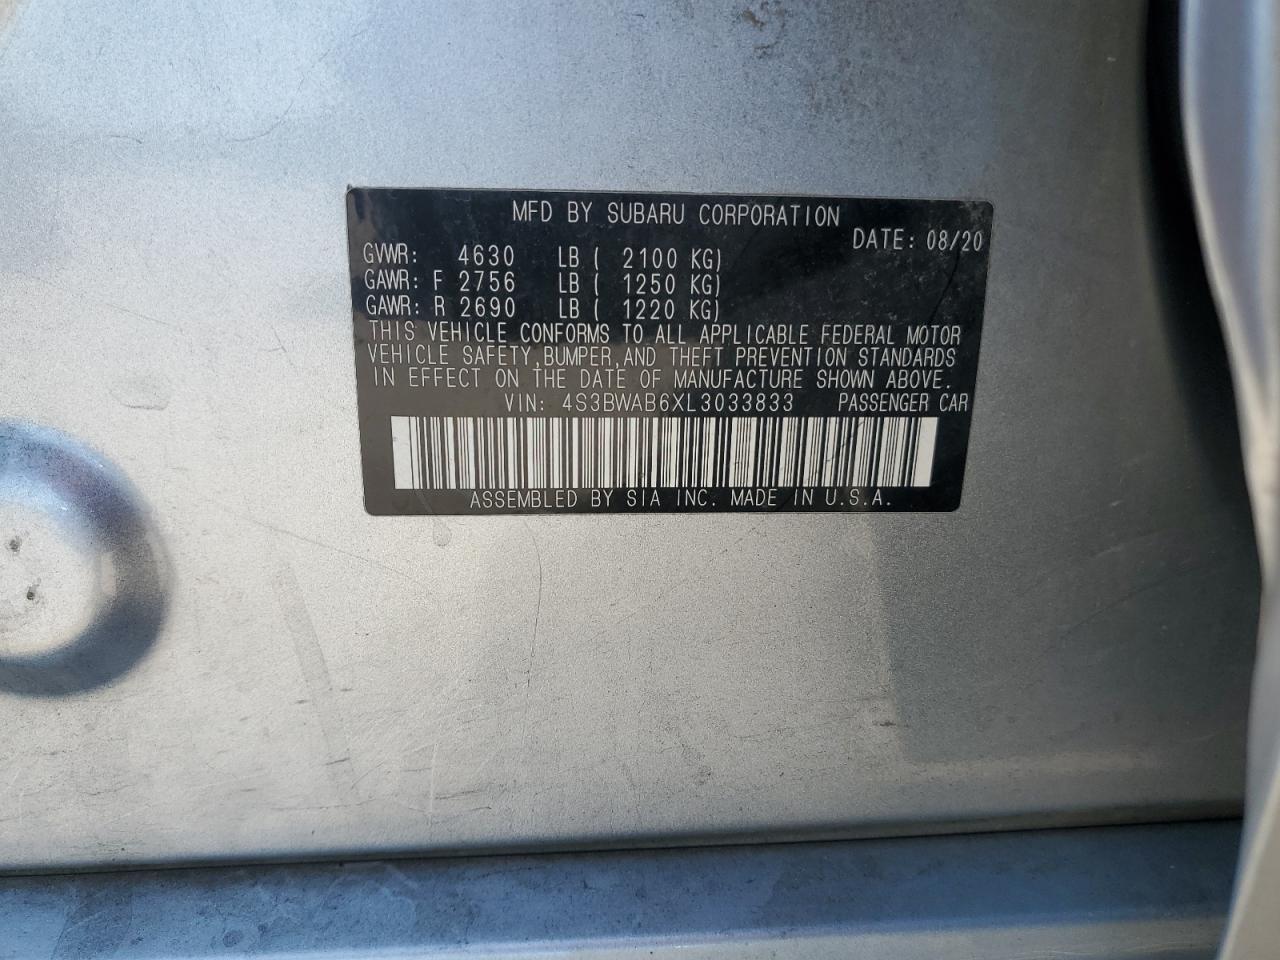 MFD BY SUBARU CORPORATION
DATE: 08/20
GVWR: 4630 LB ( 2100 KG)
GAWR: F 2756 LB ( 1250 KG)
GAWR: R 2690 LB ( 1220 KG)
THIS VEHICLE CONFORMS TO ALL APPLICABLE FEDERAL MOTOR
VEHICLE SAFETY,BUMPER,AND THEFT PREVENTION STANDARDS
IN EFFECT ON THE DATE OF MANUFACTURE SHOWN ABOVE.
VIN: 4S3BWAB6XL3033833 PASSENGER CAR
ASSEMBLED BY SIA INC. MADE IN U.S.A.